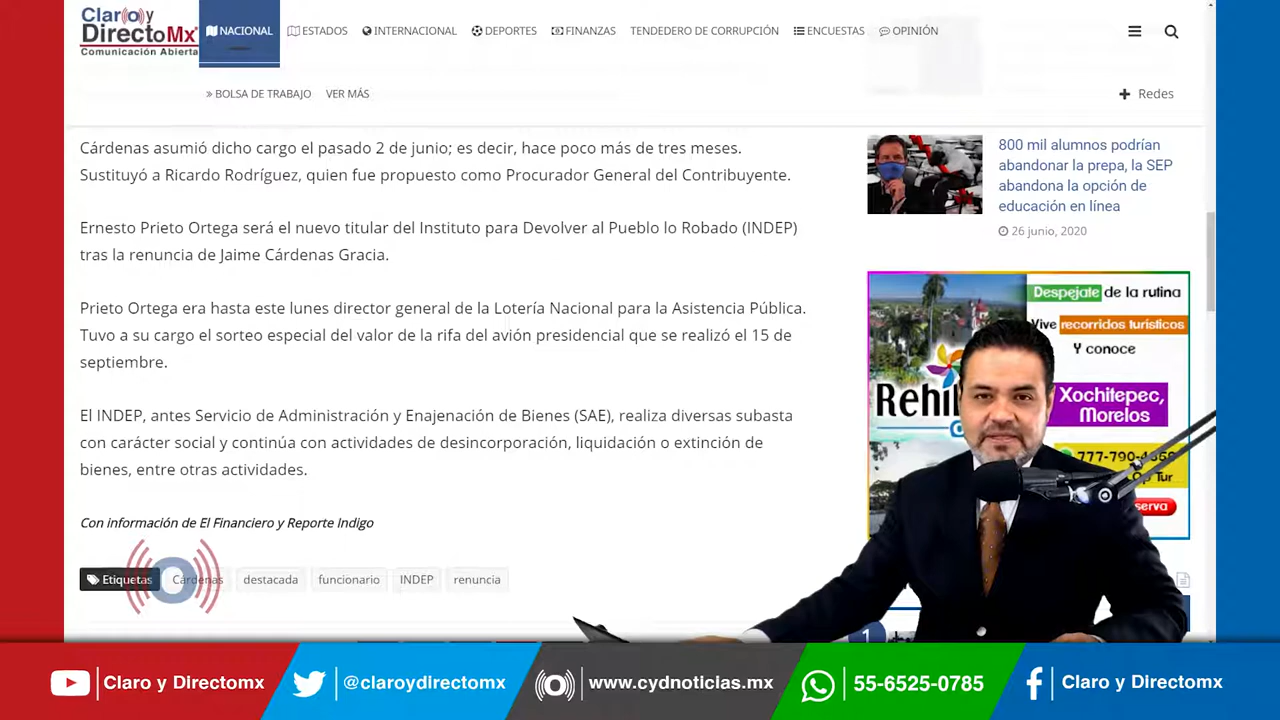 Claro y
DirectoMx
Comunicación Abierta
NACIONAL
ESTADOS
INTERNACIONAL
DEPORTES
FINANZAS
TENDEDERO DE CORRUPCIÓN
ENCUESTAS
OPINIÓN
» BOLSA DE TRABAJO
VER MÁS
+ Redes
Cárdenas asumió dicho cargo el pasado 2 de junio; es decir, hace poco más de tres meses.
Sustituyó a Ricardo Rodríguez, quien fue propuesto como Procurador General del Contribuyente.
Ernesto Prieto Ortega será el nuevo titular del Instituto para Devolver al Pueblo lo Robado (INDEP)
tras la renuncia de Jaime Cárdenas Gracia.
Prieto Ortega era hasta este lunes director general de la Lotería Nacional para la Asistencia Pública.
Tuvo a su cargo el sorteo especial del valor de la rifa del avión presidencial que se realizó el 15 de
septiembre.
El INDEP, antes Servicio de Administración y Enajenación de Bienes (SAE), realiza diversas subasta
con carácter social y continúa en actividades de desincorporación, liquidación o extinción de
bienes, entre otras actividades.
Con información de El Financiero y Reporte Indigo
Etiquetas
Cárdenas
destacada
funcionario
INDEP
renuncia
800 mil alumnos podrían
abandonar la prepa, la SEP
abandona la opción de
educación en línea
26 junio, 2020
Despejate de la rutina
Vive recorridos turísticos
Y conoce
Xochitepec,
Morelos
Op Tur
1
Claro y Directomx
@claroydirectomx
www.cydnoticias.mx
55-6525-0785
Claro y Directomx